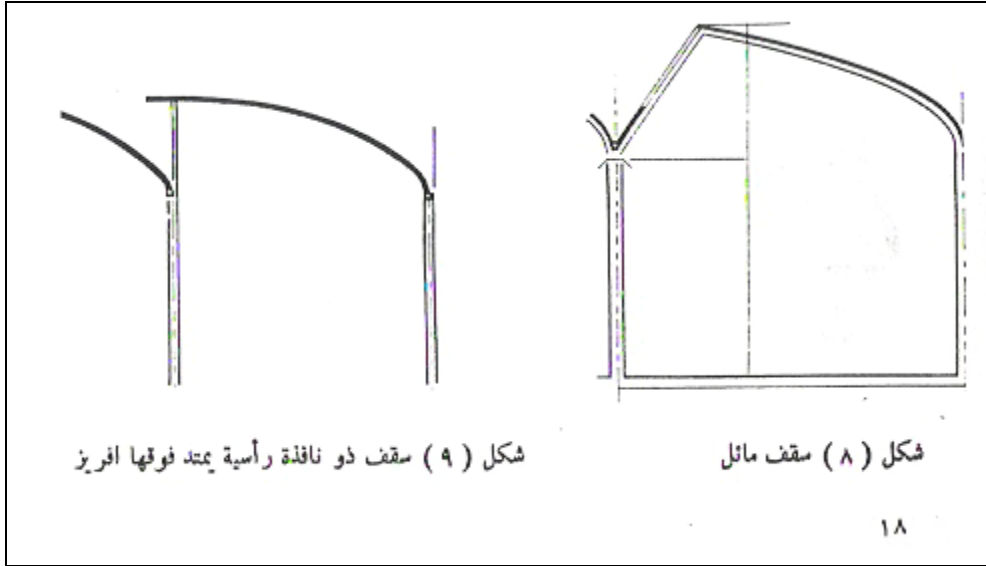 شكل ( ٨ ) سقف مائل
شكل ( ٩ ) سقف ذو نافذة رأسية يمتد فوقها افريز
١٨